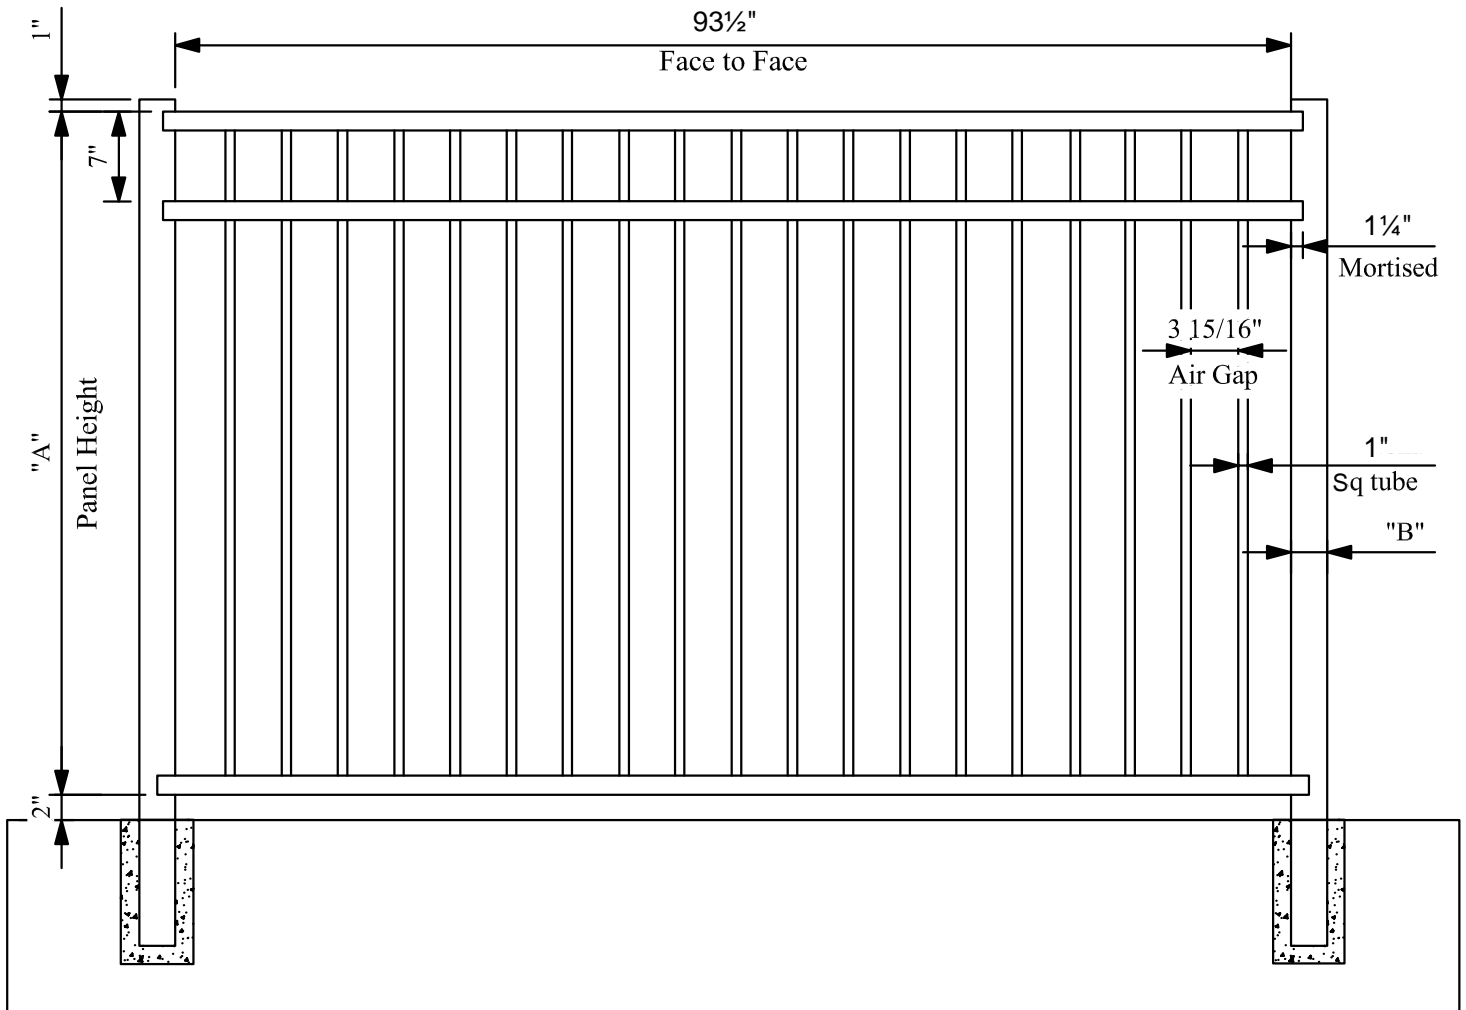 1"
93½"
Face to Face
7"
1¼"
Mortised
3 15/16"
Air Gap
"A"
Panel Height
1"
Sq tube
"B"
2"